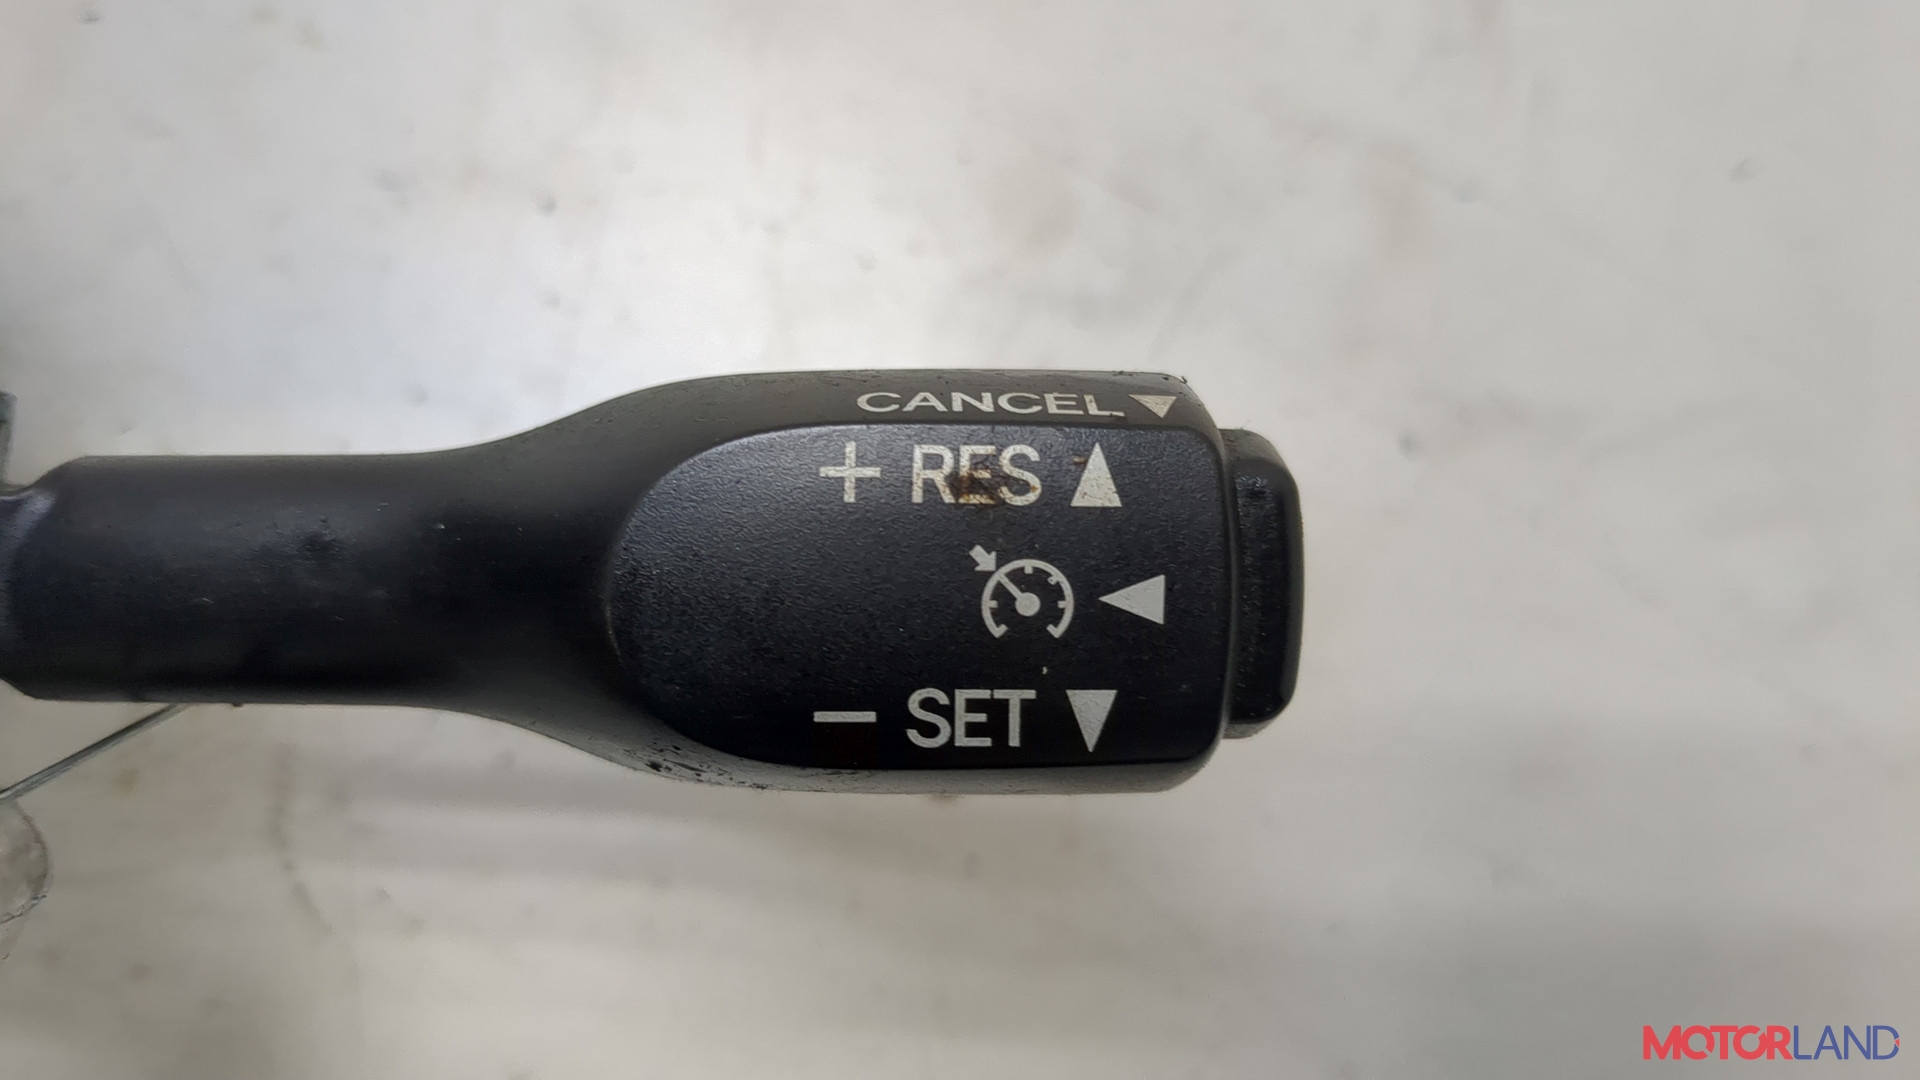 CANCEL ▼
+ RES ▲
◀
− SET ▼
MOTORLAND